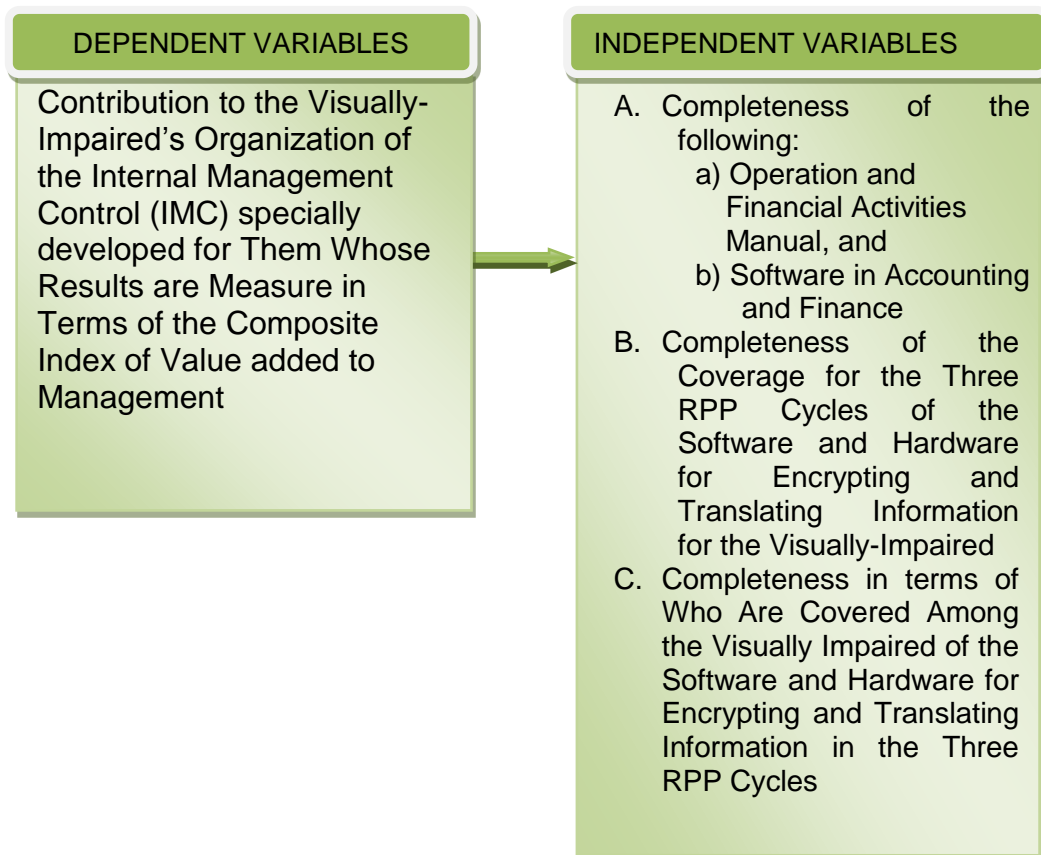 DEPENDENT VARIABLES
Contribution to the Visually-
Impaired's Organization of
the Internal Management
Control (IMC) specially
developed for Them Whose
Results are Measure in
Terms of the Composite
Index of Value added to
Management
INDEPENDENT VARIABLES
A. Completeness of the
following:
a) Operation and
Financial Activities
Manual, and
b) Software in Accounting
and Finance
B. Completeness of the
Coverage for the Three
RPP Cycles of the
Software and Hardware
for Encrypting and
Translating Information
for the Visually-Impaired
C. Completeness in terms of
Who Are Covered Among
the Visually Impaired of the
Software and Hardware for
Encrypting and Translating
Information in the Three
RPP Cycles